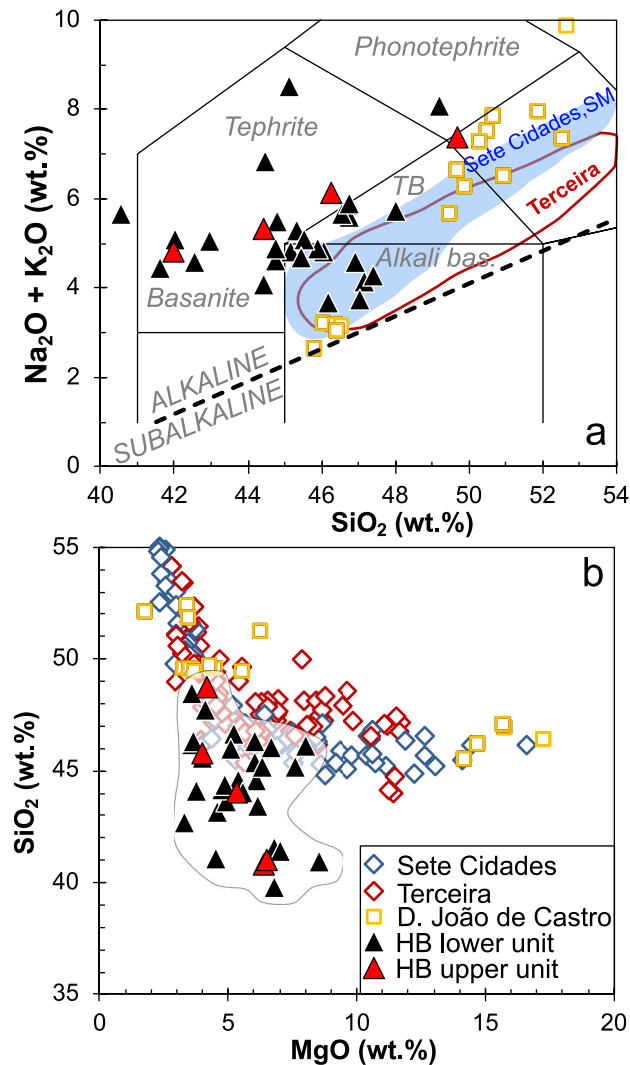 10
8
6
4
2
0
Na₂O + K₂O (wt.%)
Phonotephrite
Tephrite
Sete Cidades,SM
TB
Terceira
Alkali bas.
Basanite
ALKALINE
SUBALKALINE
a
40 42 44 46 48 50 52 54
SiO₂ (wt.%)
55
50
45
40
35
SiO₂ (wt.%)
b
Sete Cidades
Terceira
D. João de Castro
HB lower unit
HB upper unit
0 5 10 15 20
MgO (wt.%)